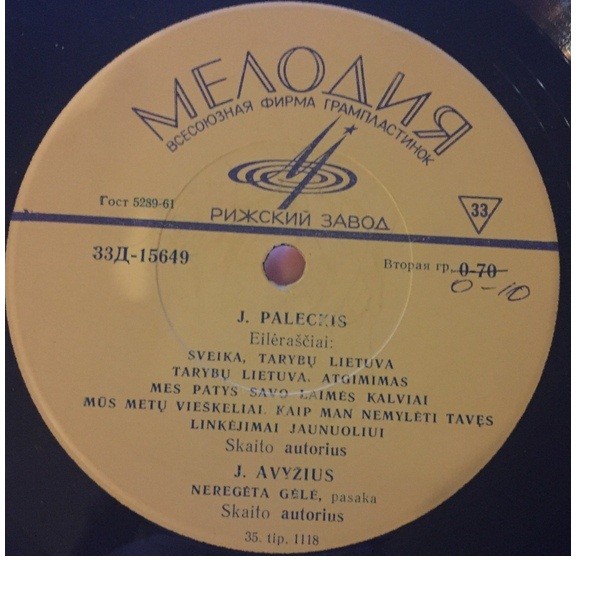 МЕЛОДИЯ
ВСЕСОЮЗНАЯ ФИРМА ГРАМПЛАСТИНОК
РИЖСКИЙ ЗАВОД
Гост 5289-61
33
33Д-15649
Вторая гр. 0-70
0-10
J. PALECKIS
Eilėraščiai:
SVEIKA, TARYBŲ LIETUVA
TARYBŲ LIETUVA. ATGIMIMAS
MES PATYS SAVO LAIMĖS KALVIAI
MŪS METŲ VIEŠKELIAI. KAIP MAN NEMYLĖTI TAVĘS
LINKĖJIMAI JAUNUOLIUI
Skaito autorius
J. AVYŽIUS
NEREGĖTA GĖLĖ, pasaka
Skaito autorius
35. tip. 1118